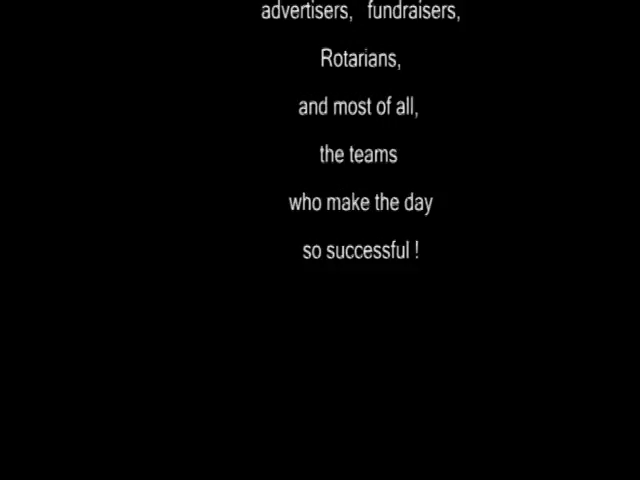 advertisers, fundraisers,
Rotarians,
and most of all,
the teams
who make the day
so successful !